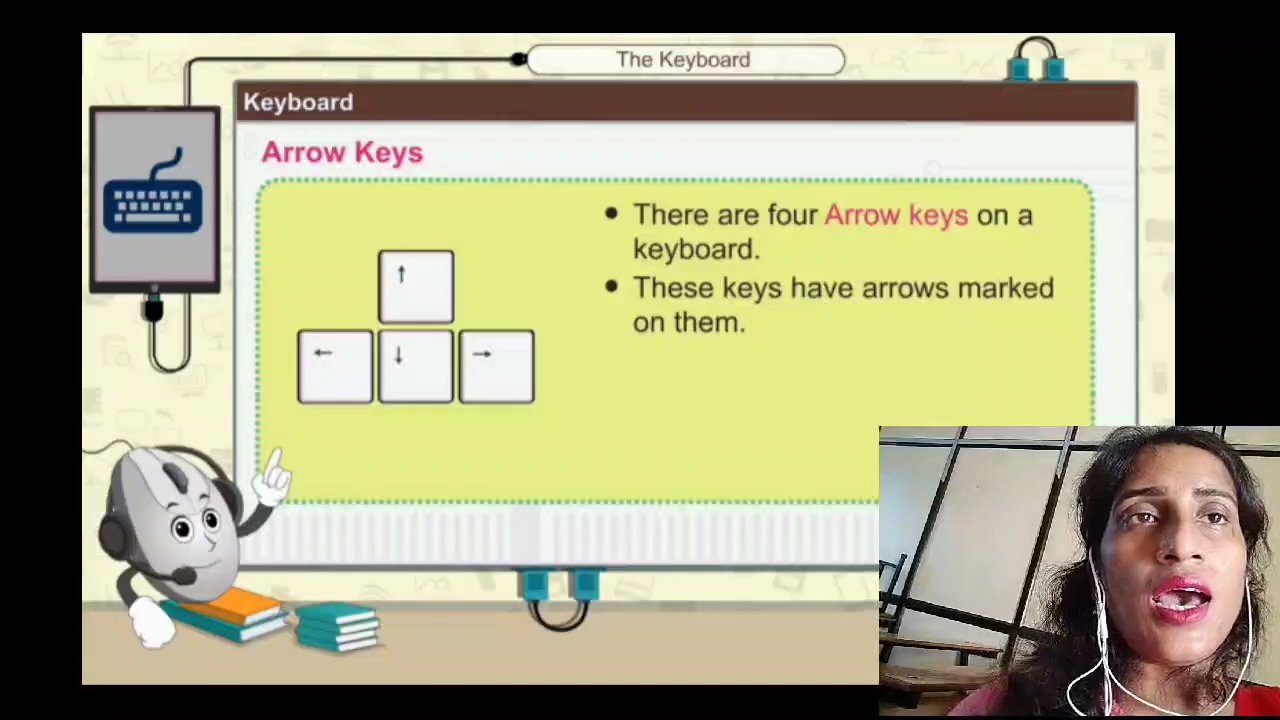 The Keyboard
Keyboard
Arrow Keys
• There are four Arrow keys on a
keyboard.
• These keys have arrows marked
on them.
↑
← ↓ →